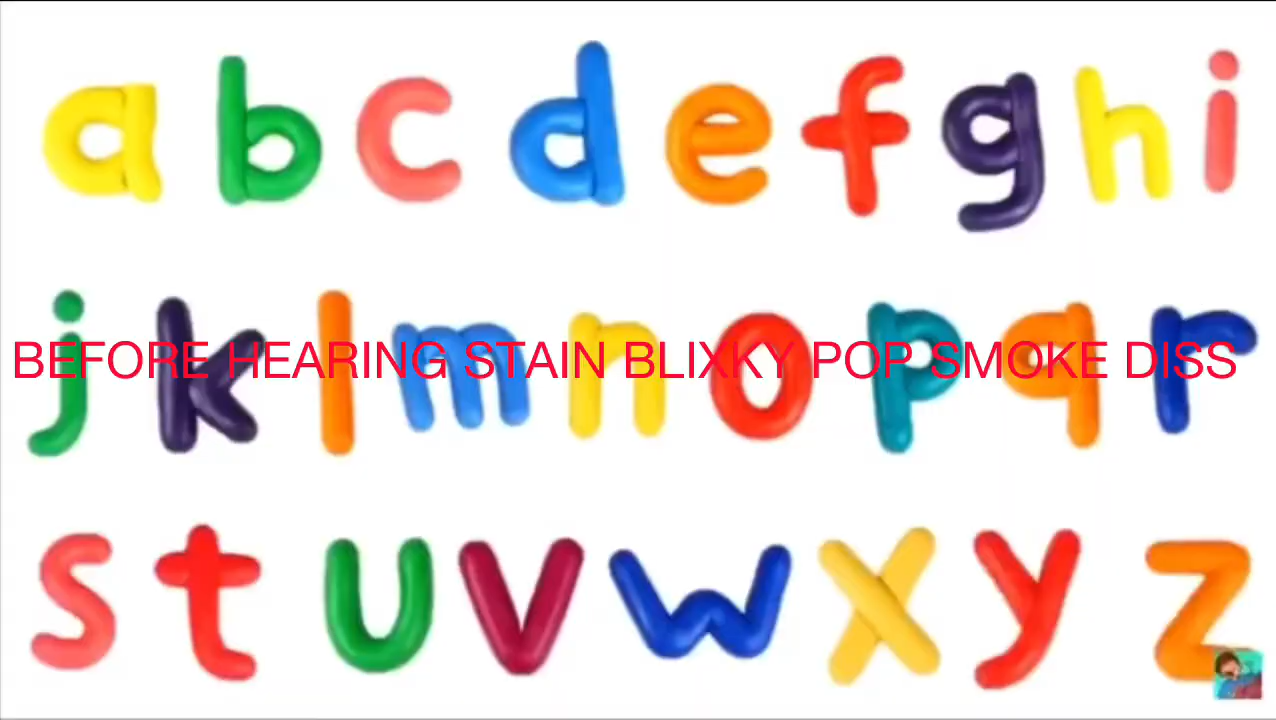 a b c d e f g h i
j k l m n o p q r
BEFORE HEARING STAIN BLIXKY POP SMOKE DISS
s t u v w x y z